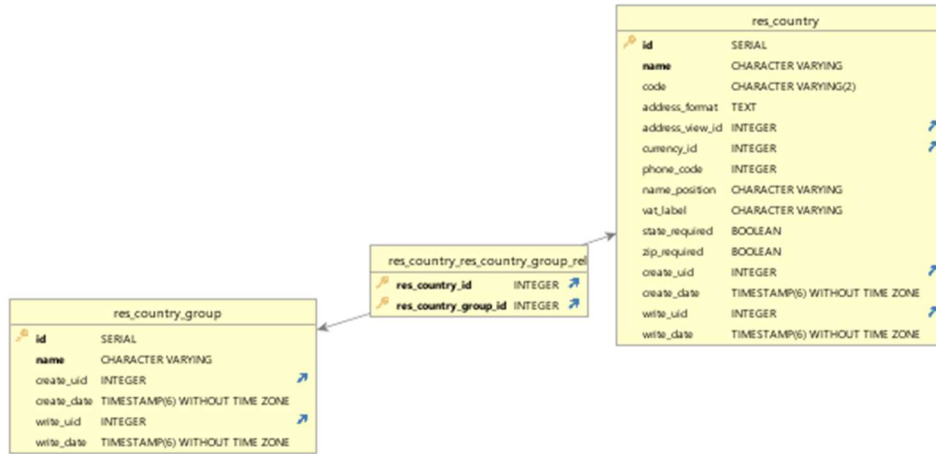 res_country
id SERIAL
name CHARACTER VARYING
code CHARACTER VARYING(2)
address_format TEXT
address_view_id INTEGER
currency_id INTEGER
phone_code INTEGER
name_position CHARACTER VARYING
vat_label CHARACTER VARYING
state_required BOOLEAN
zip_required BOOLEAN
create_uid INTEGER
create_date TIMESTAMP(6) WITHOUT TIME ZONE
write_uid INTEGER
write_date TIMESTAMP(6) WITHOUT TIME ZONE
res_country_res_country_group_rel
res_country_id INTEGER
res_country_group_id INTEGER
res_country_group
id SERIAL
name CHARACTER VARYING
create_uid INTEGER
create_date TIMESTAMP(6) WITHOUT TIME ZONE
write_uid INTEGER
write_date TIMESTAMP(6) WITHOUT TIME ZONE